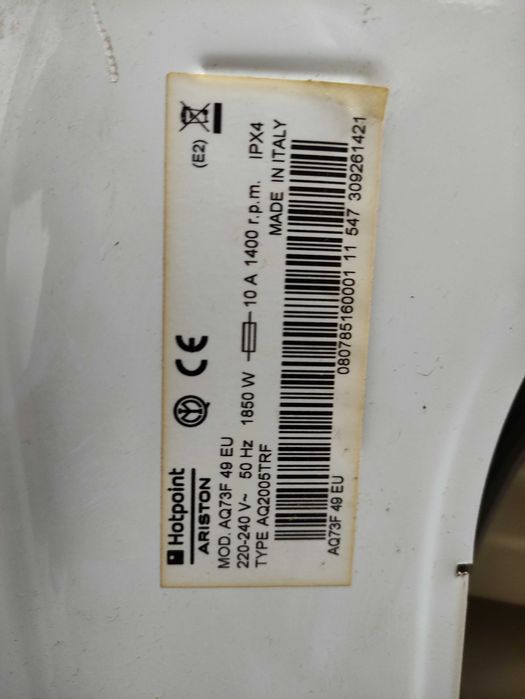 Hotpoint
ARISTON
(E2)
MOD. AQ73F 49 EU
220-240 V~ 50 Hz 1850 W 10 A 1400 r.p.m. IPX4
TYPE AQ2005TRF MADE IN ITALY
AQ73F 49 EU 080785160001 11 547 309261421